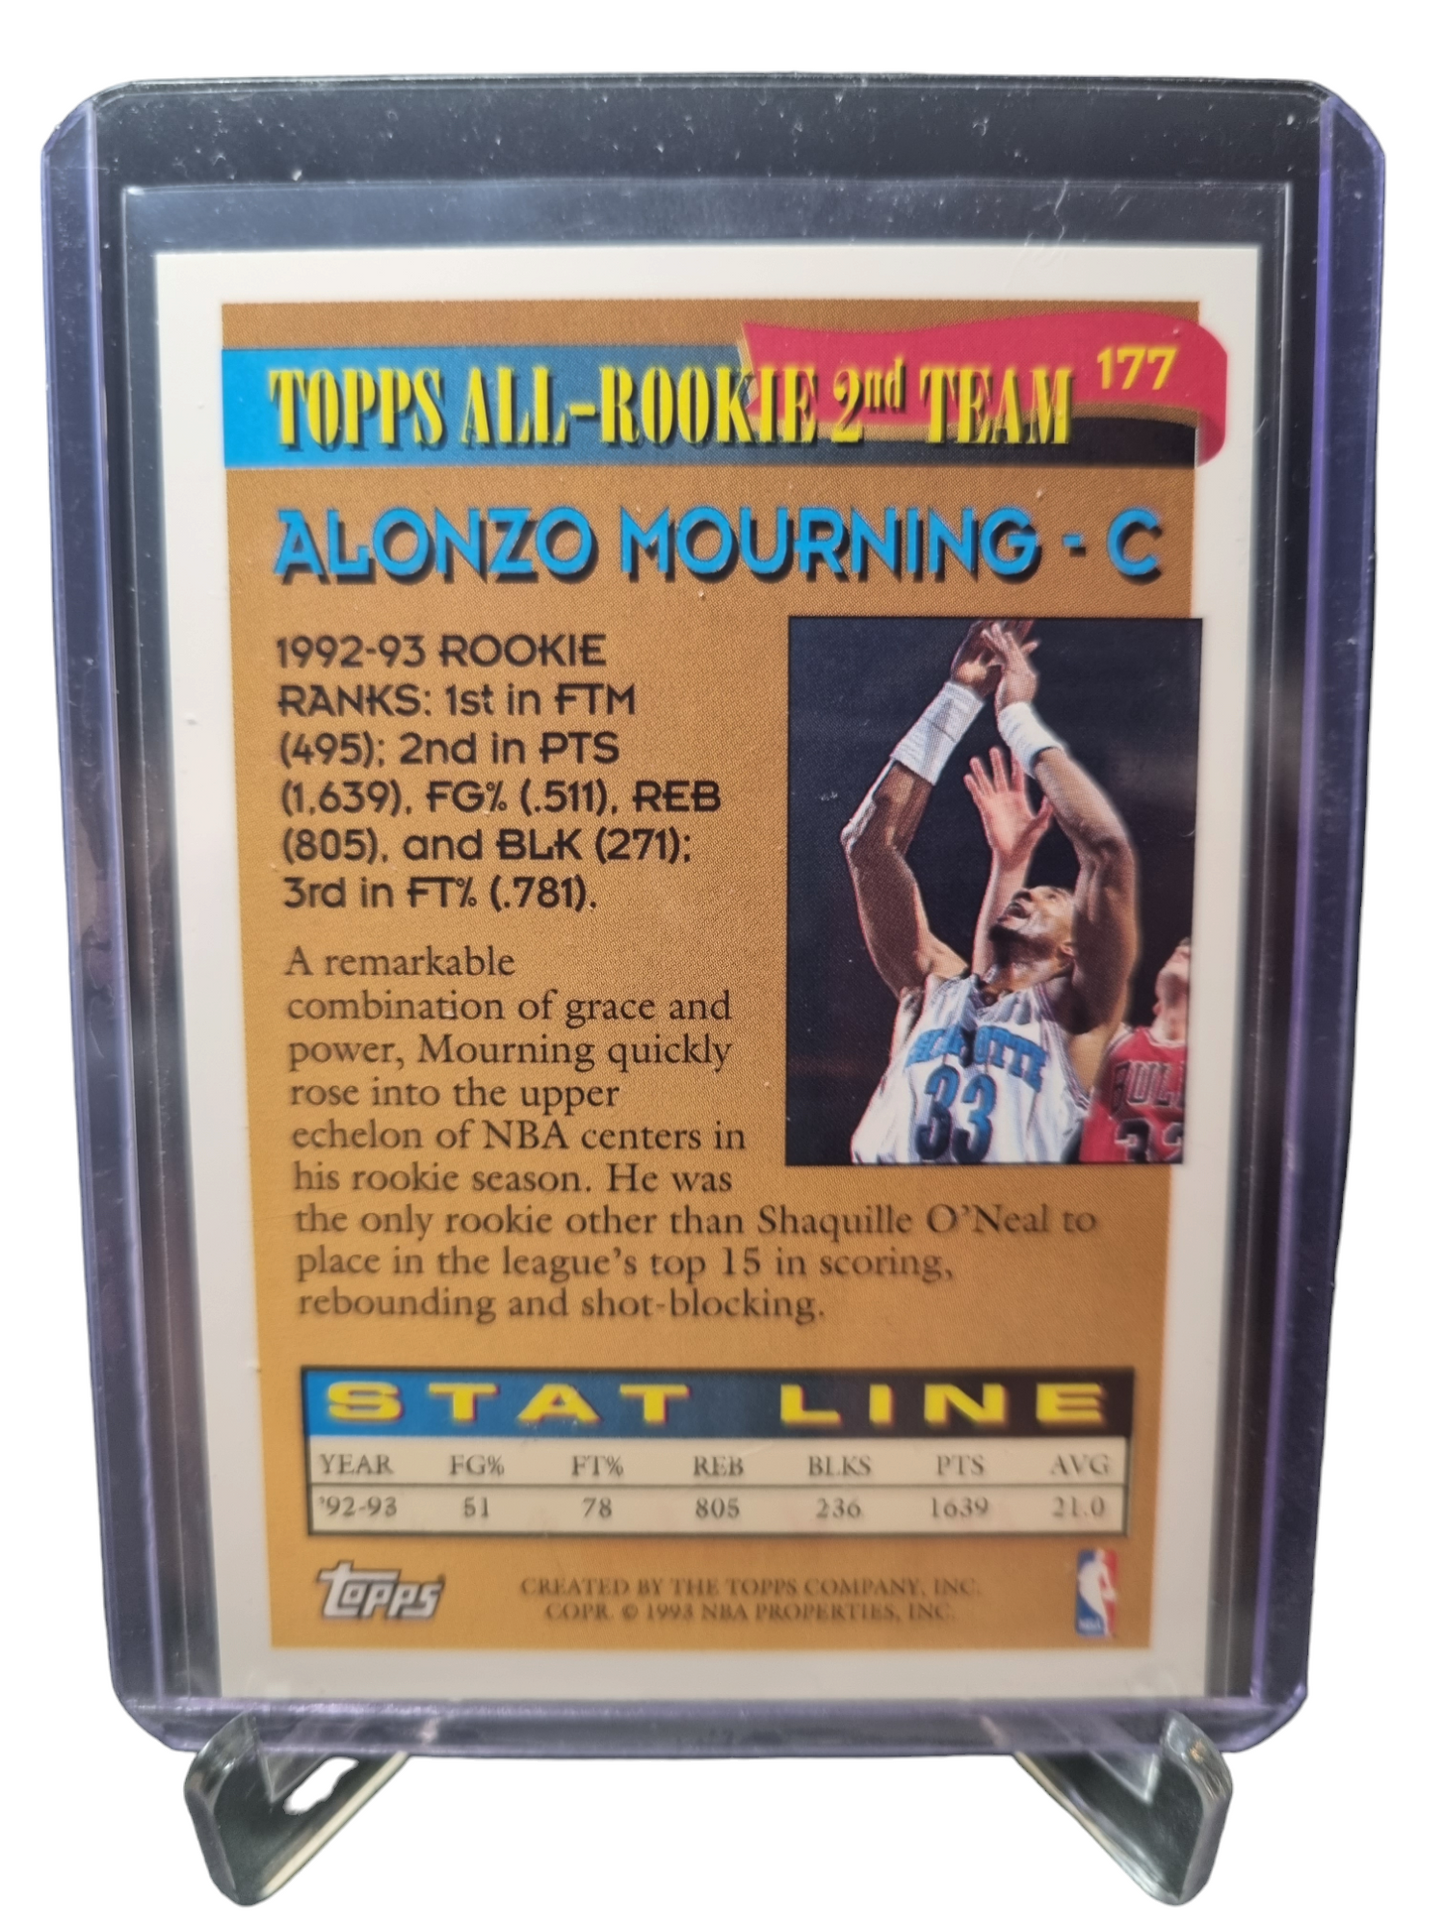 TOPPS ALL-ROOKIE 2nd TEAM 177
ALONZO MOURNING - C
1992-93 ROOKIE
RANKS: 1st in FTM
(495); 2nd in PTS
(1,639), FG% (.511), REB
(805), and BLK (271);
3rd in FT% (.781).
A remarkable
combination of grace and
power, Mourning quickly
rose into the upper
echelon of NBA centers in
his rookie season. He was
the only rookie other than Shaquille O'Neal to
place in the league's top 15 in scoring,
rebounding and shot-blocking.
CHARLOTTE
33
BULL
33
STAT LINE
YEAR FG% FT% REB BLKS PTS AVG
'92-93 51 78 805 236 1639 21.0
TOPPS
CREATED BY THE TOPPS COMPANY, INC.
COPR. © 1993 NBA PROPERTIES, INC.
NBA